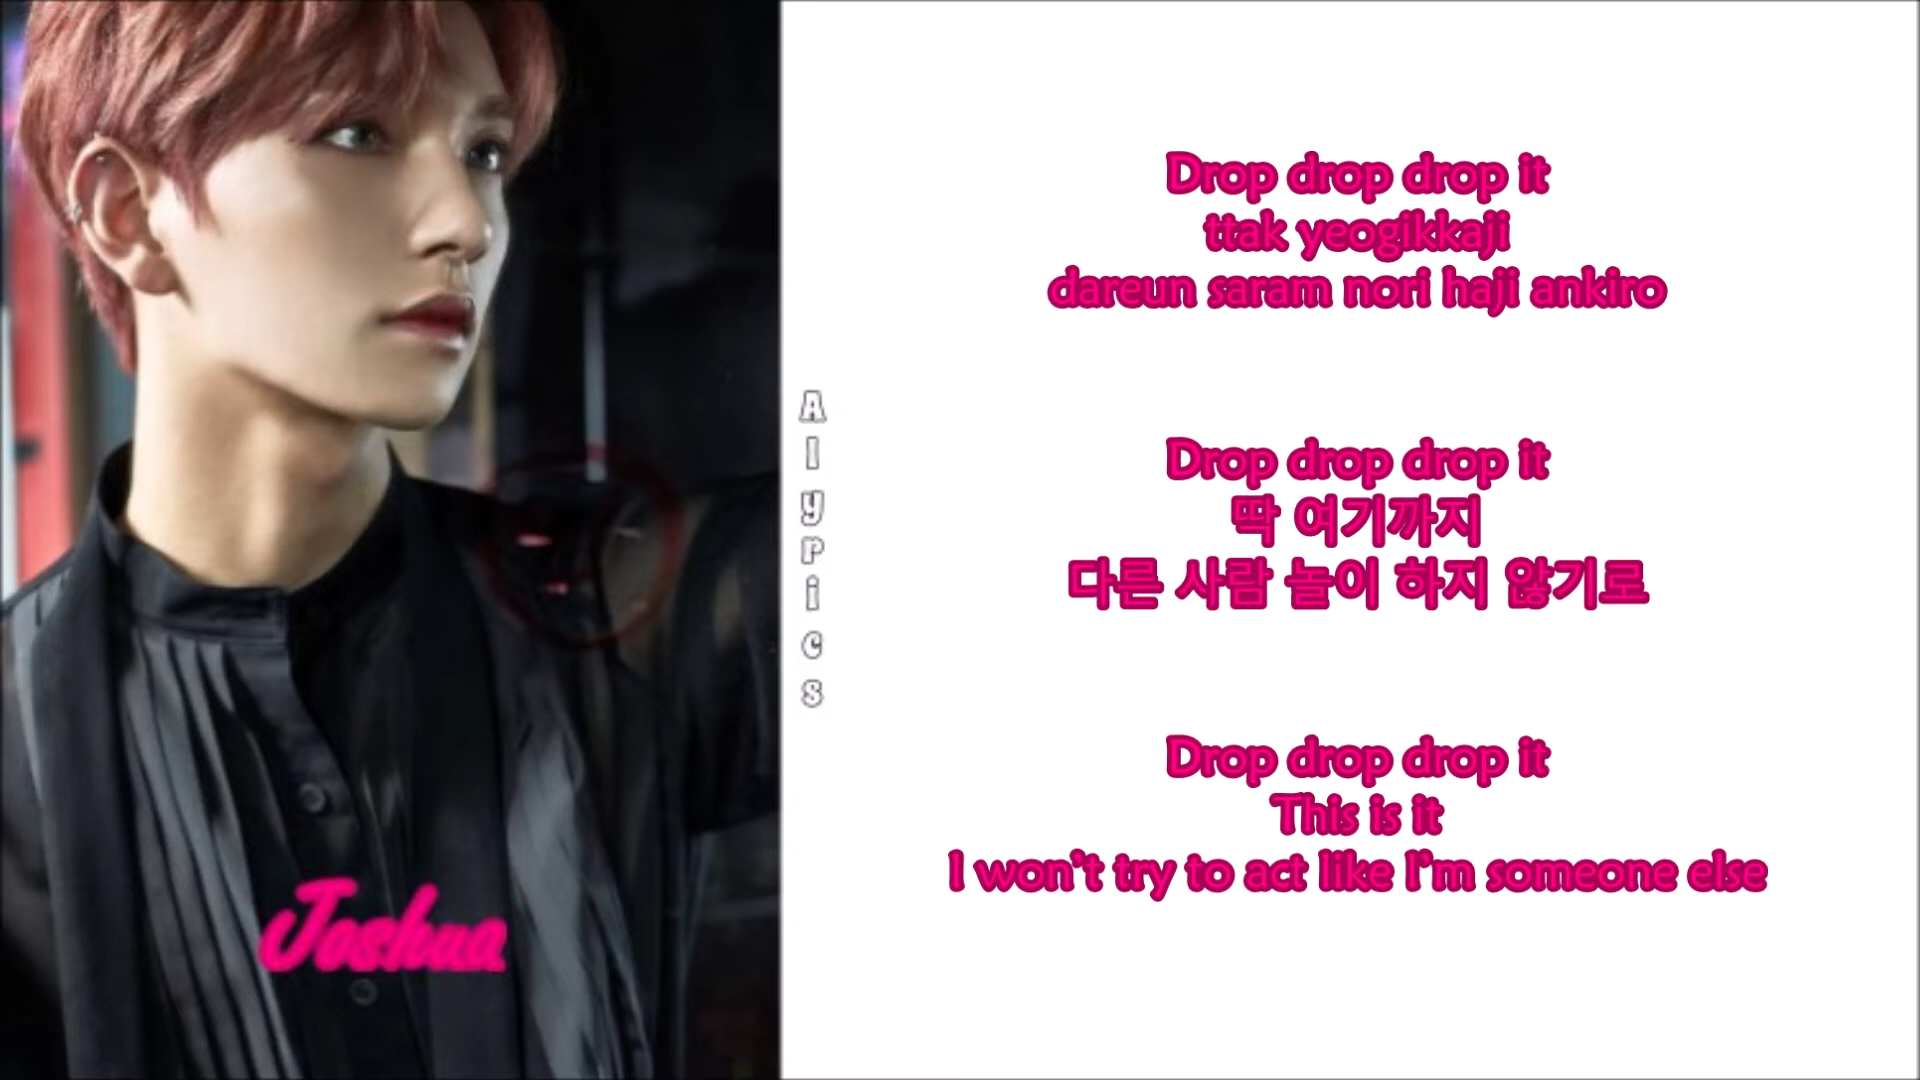 Joshua
Alypics
Drop drop drop it
ttak yeogikkaji
dareun saram nori haji ankiro
Drop drop drop it
딱 여기까지
다른 사람 놀이 하지 않기로
Drop drop drop it
This is it
I won't try to act like I'm someone else